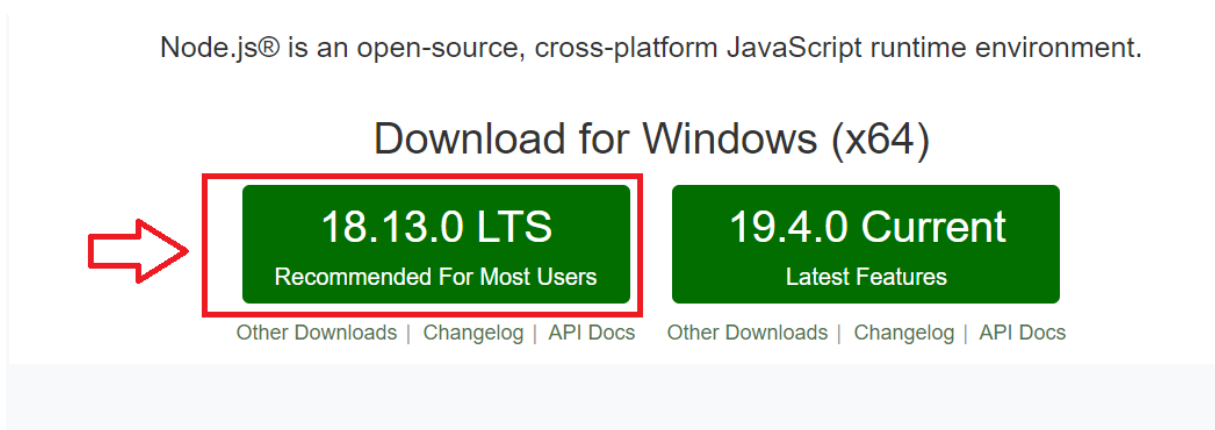 Node.js® is an open-source, cross-platform JavaScript runtime environment.
Download for Windows (x64)
18.13.0 LTS
Recommended For Most Users
19.4.0 Current
Latest Features
Other Downloads | Changelog | API Docs
Other Downloads | Changelog | API Docs